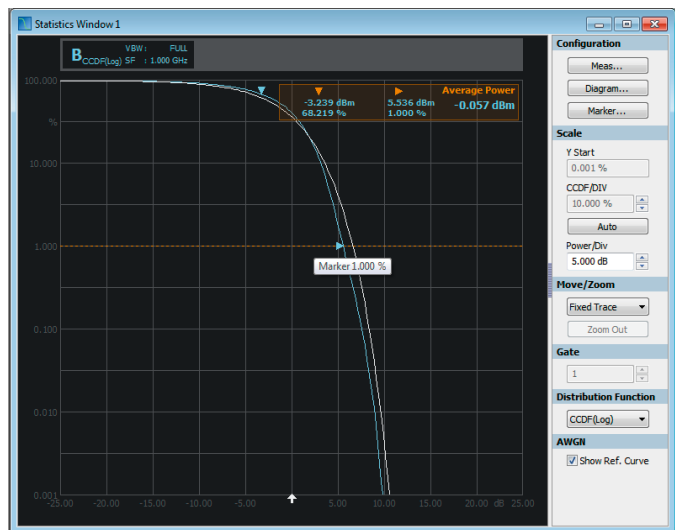 Statistics Window 1
B CCDF(Log) VBW: FULL
SF : 1.000 GHz
Average Power
-3.239 dBm 5.536 dBm -0.057 dBm
68.219 % 1.000 %
100.000
%
10.000
1.000
0.100
0.010
0.001
Marker 1.000 %
-25.00 -20.00 -15.00 -10.00 -5.00 5.00 10.00 15.00 20.00 dB 25.00
Configuration
Meas...
Diagram...
Marker...
Scale
Y Start
0.001 %
CCDF/DIV
10.000 %
Auto
Power/Div
5.000 dB
Move/Zoom
Fixed Trace
Zoom Out
Gate
1
Distribution Function
CCDF(Log)
AWGN
Show Ref. Curve